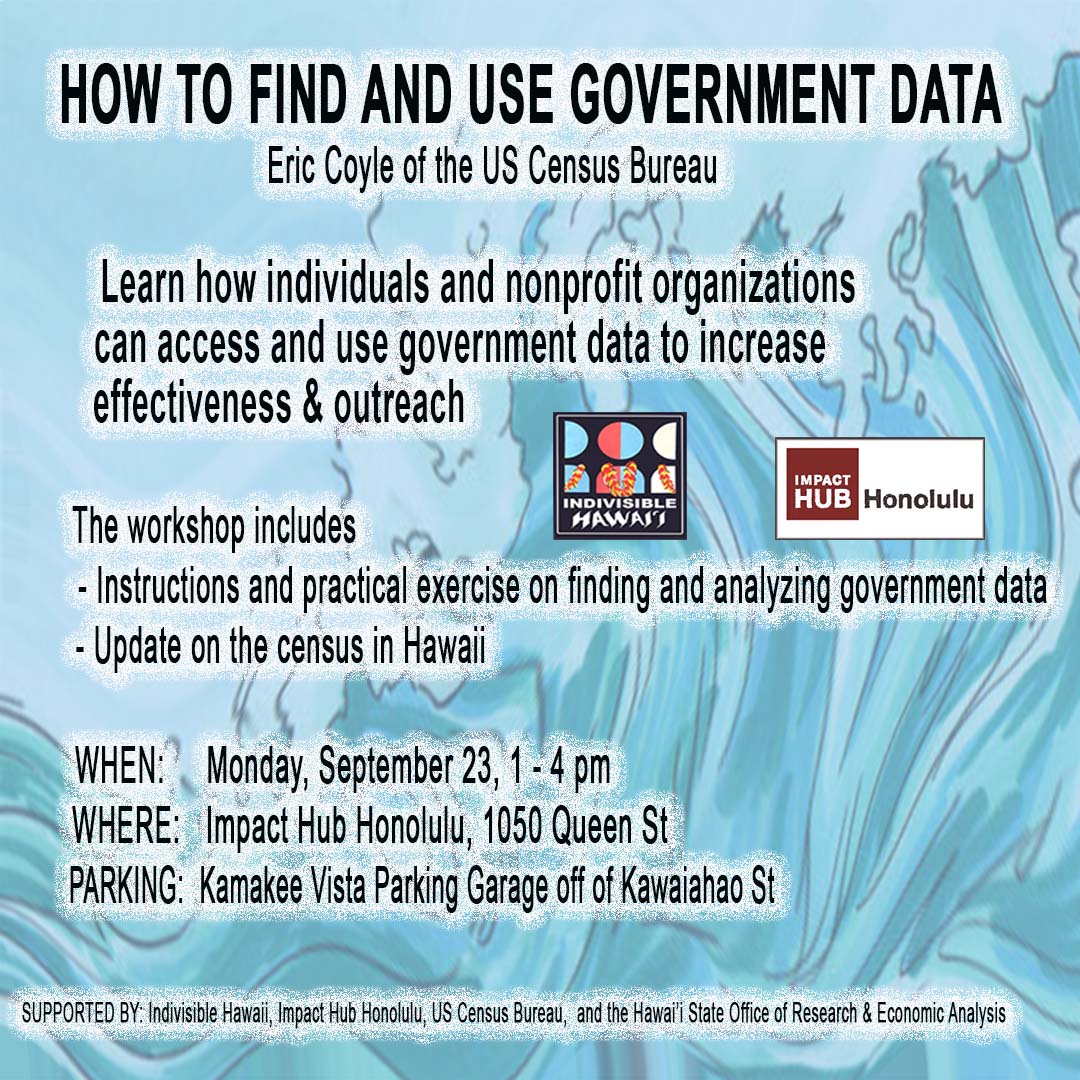 HOW TO FIND AND USE GOVERNMENT DATA
Eric Coyle of the US Census Bureau
Learn how individuals and nonprofit organizations
can access and use government data to increase
effectiveness & outreach
INDIVISIBLE
HAWAI'I
IMPACT
HUB Honolulu
The workshop includes
- Instructions and practical exercise on finding and analyzing government data
- Update on the census in Hawaii
WHEN: Monday, September 23, 1 - 4 pm
WHERE: Impact Hub Honolulu, 1050 Queen St
PARKING: Kamakee Vista Parking Garage off of Kawaiahao St
SUPPORTED BY: Indivisible Hawaii, Impact Hub Honolulu, US Census Bureau, and the Hawai'i State Office of Research & Economic Analysis